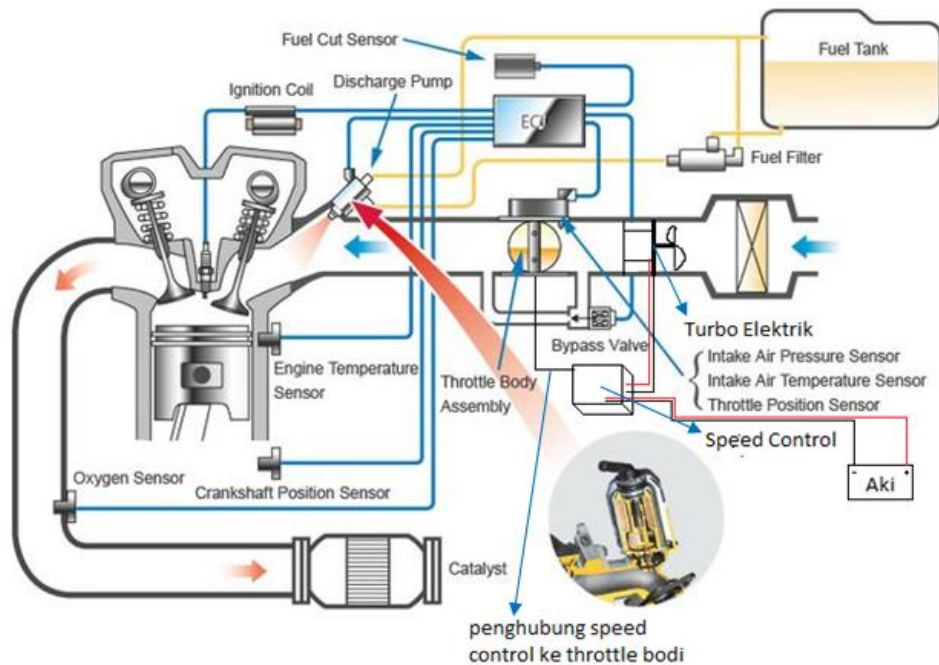 Fuel Cut Sensor
Discharge Pump
Ignition Coil
ECU
Fuel Tank
Fuel Filter
Turbo Elektrik
Bypass Valve
Intake Air Pressure Sensor
Intake Air Temperature Sensor
Throttle Position Sensor
Engine Temperature
Sensor
Throttle Body
Assembly
Speed Control
Oxygen Sensor
Crankshaft Position Sensor
- +
Aki
Catalyst
penghubung speed
control ke throttle bodi